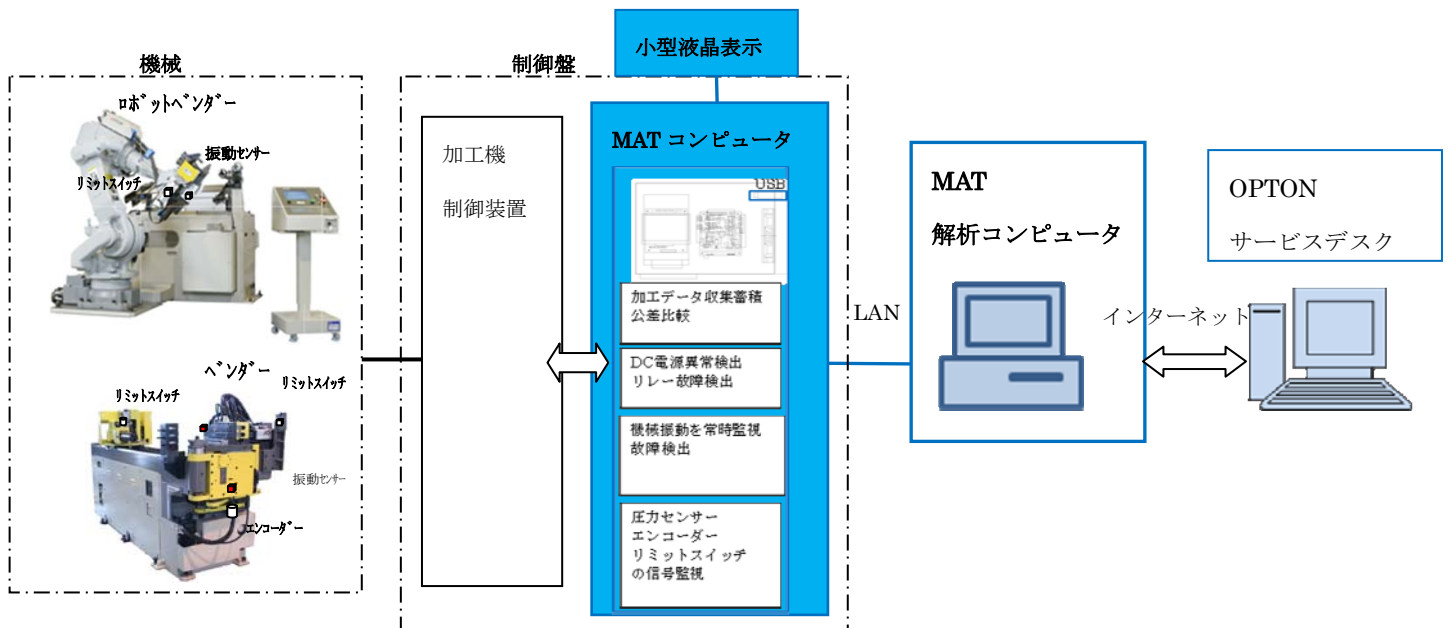 機械
ロボットベンダー
振動センサー
リミットスイッチ
ベンダー
リミットスイッチ
リミットスイッチ
振動センサー
エンコーダー
制御盤
加工機
制御装置
小型液晶表示
MAT コンピュータ
USB
加工データ収集蓄積
公差比較
DC電源異常検出
リレー故障検出
機械振動を常時監視
故障検出
圧力センサー
エンコーダー
リミットスイッチ
の信号監視
LAN
MAT
解析コンピュータ
インターネット
OPTON
サービスデスク